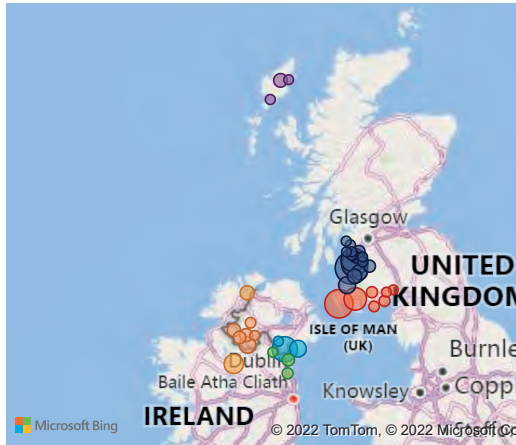 Glasgow
UNITED
KINGDOM
ISLE OF MAN
(UK)
Dublin
Baile Atha Cliath
Burnle
Knowsley
Copp
IRELAND
Microsoft Bing
© 2022 TomTom, © 2022 Microsoft Co